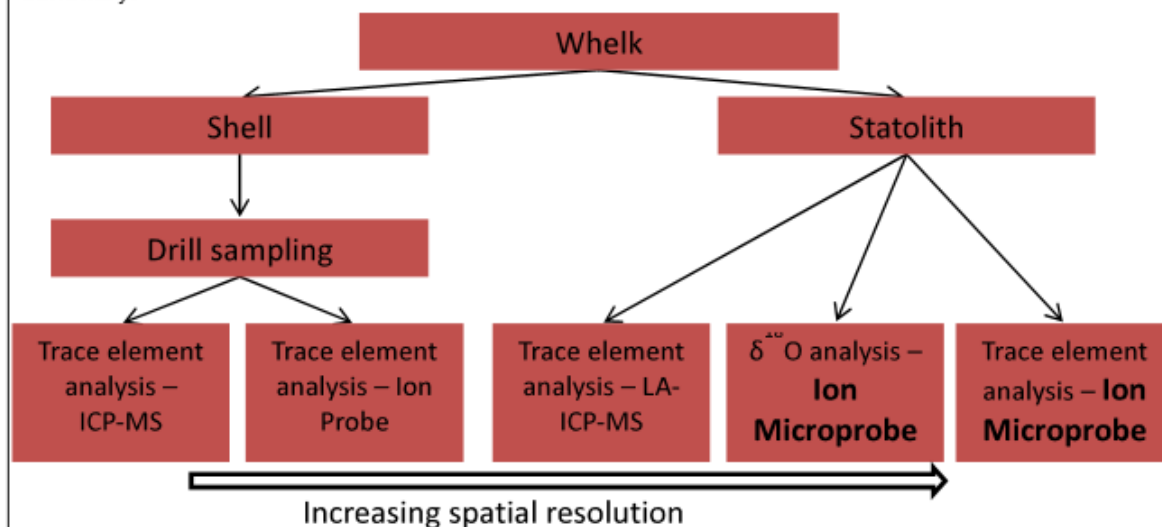 Whelk
Shell
Statolith
Drill sampling
Trace element
analysis –
ICP-MS
Trace element
analysis – Ion
Probe
Trace element
analysis – LA-
ICP-MS
δ¹⁸O analysis –
Ion
Microprobe
Trace element
analysis – Ion
Microprobe
Increasing spatial resolution